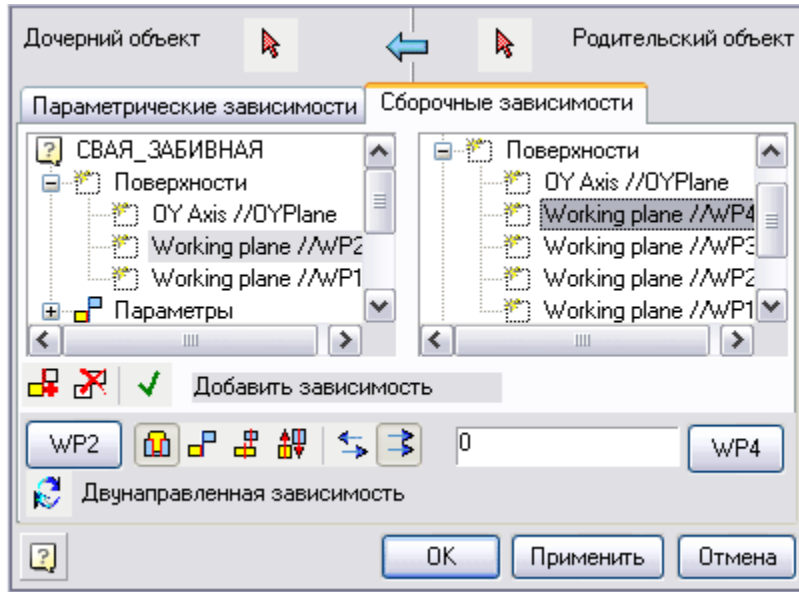 Дочерний объект
Родительский объект
Параметрические зависимости
Сборочные зависимости
СВАЯ_ЗАБИВНАЯ
Поверхности
OY Axis //OYPlane
Working plane //WP2
Working plane //WP1
Параметры
Поверхности
OY Axis //OYPlane
Working plane //WP4
Working plane //WP3
Working plane //WP2
Working plane //WP1
Добавить зависимость
WP2
0
WP4
Двунаправленная зависимость
OK
Применить
Отмена